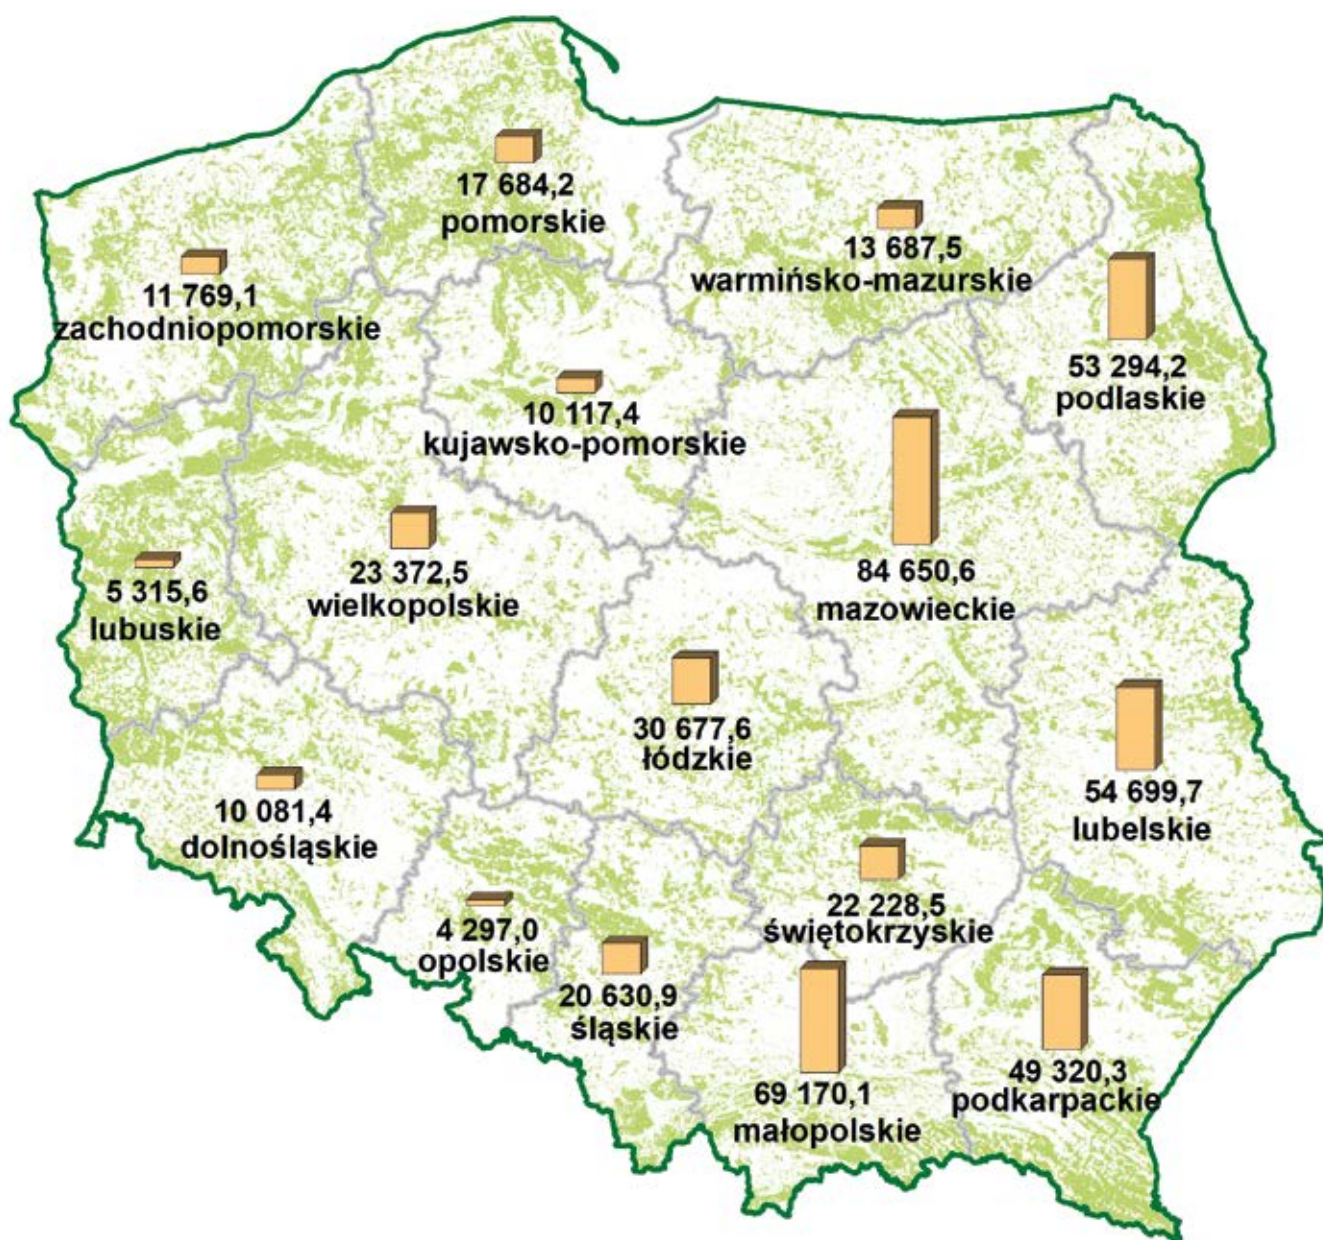 17 684,2
pomorskie
13 687,5
warmińsko-mazurskie
11 769,1
zachodniopomorskie
53 294,2
podlaskie
10 117,4
kujawsko-pomorskie
84 650,6
mazowieckie
23 372,5
wielkopolskie
5 315,6
lubuskie
30 677,6
łódzkie
54 699,7
lubelskie
10 081,4
dolnośląskie
22 228,5
świętokrzyskie
4 297,0
opolskie
20 630,9
śląskie
69 170,1
małopolskie
49 320,3
podkarpackie